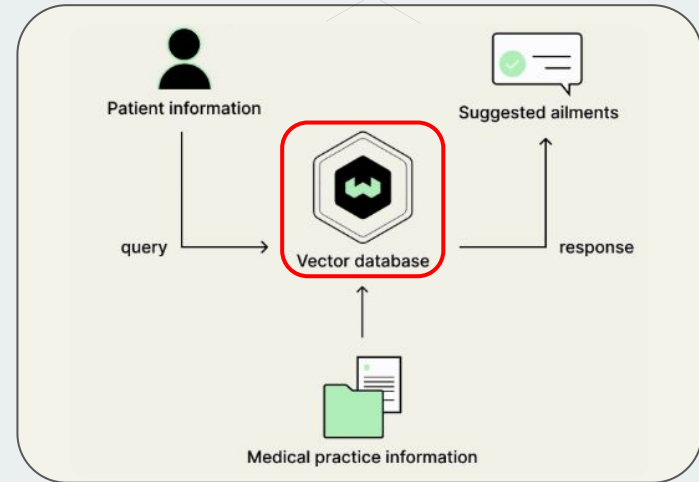 Patient information
Suggested ailments
query
Vector database
response
Medical practice information